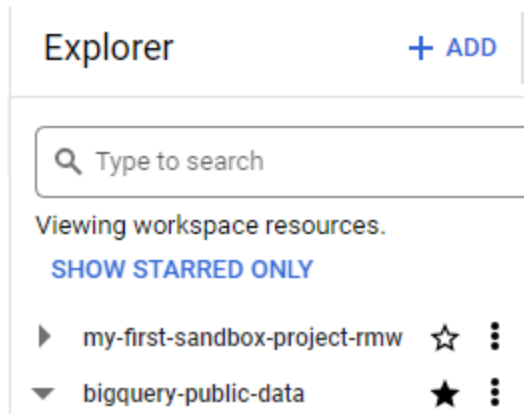 Explorer + ADD
Type to search
Viewing workspace resources.
SHOW STARRED ONLY
my-first-sandbox-project-rmw
bigquery-public-data